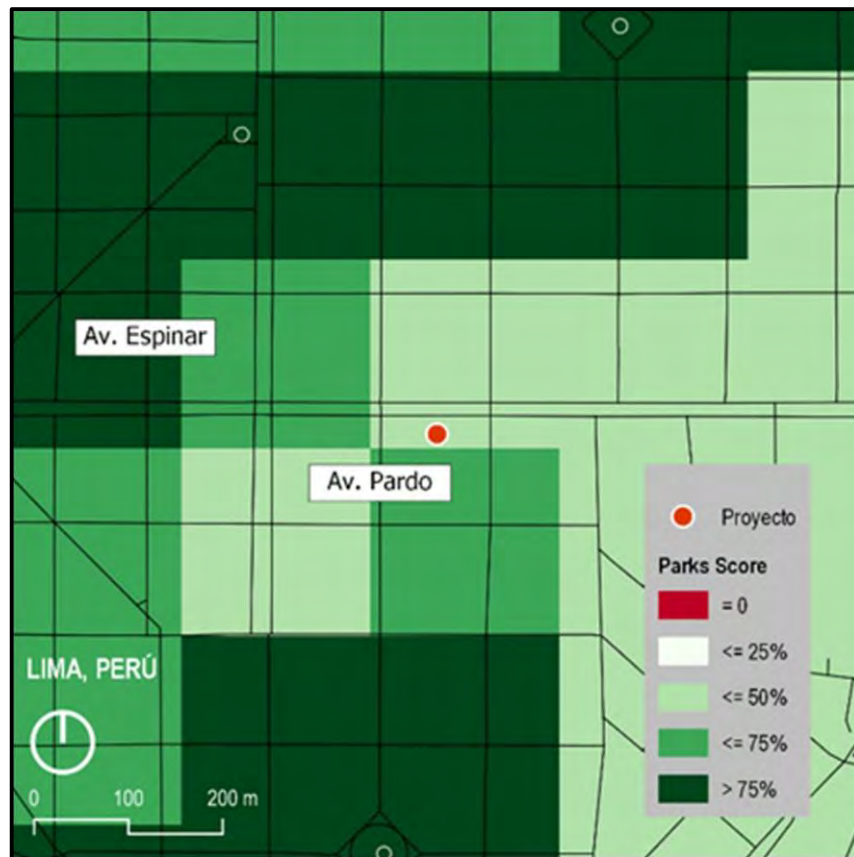 Av. Espinar
Av. Pardo
Proyecto
Parks Score
= 0
<= 25%
<= 50%
<= 75%
> 75%
LIMA, PERÚ
0 100 200 m